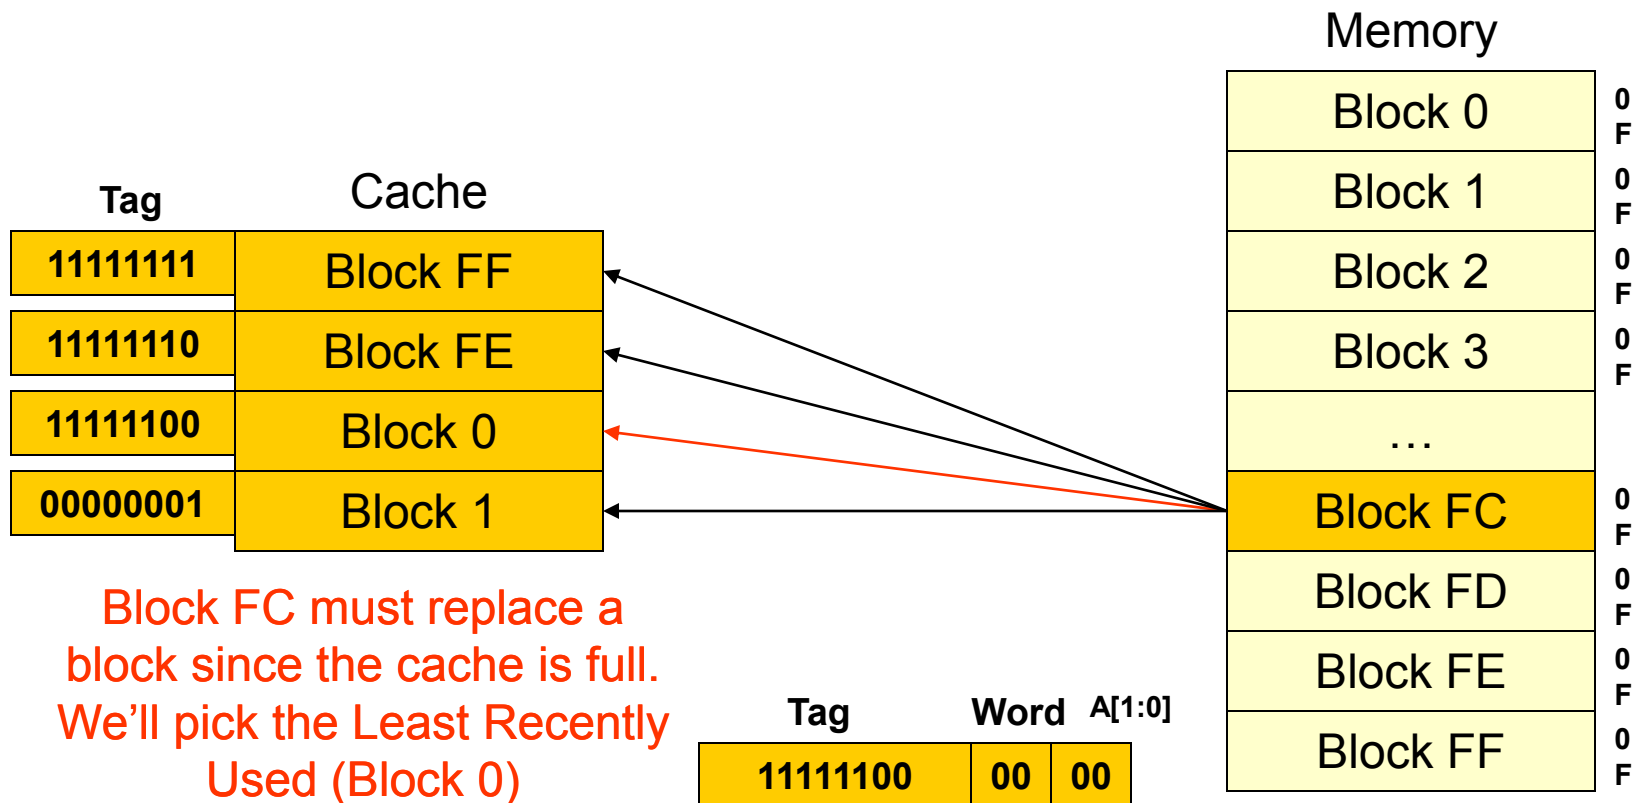 Memory
Block 0
0
F
Block 1
0
F
Block 2
0
F
Block 3
0
F
…
Block FC
0
F
Block FD
0
F
Block FE
0
F
Block FF
0
F
Tag Cache
11111111 Block FF
11111110 Block FE
11111100 Block 0
00000001 Block 1
Block FC must replace a
block since the cache is full.
We’ll pick the Least Recently
Used (Block 0)
Tag Word A[1:0]
11111100 00 00